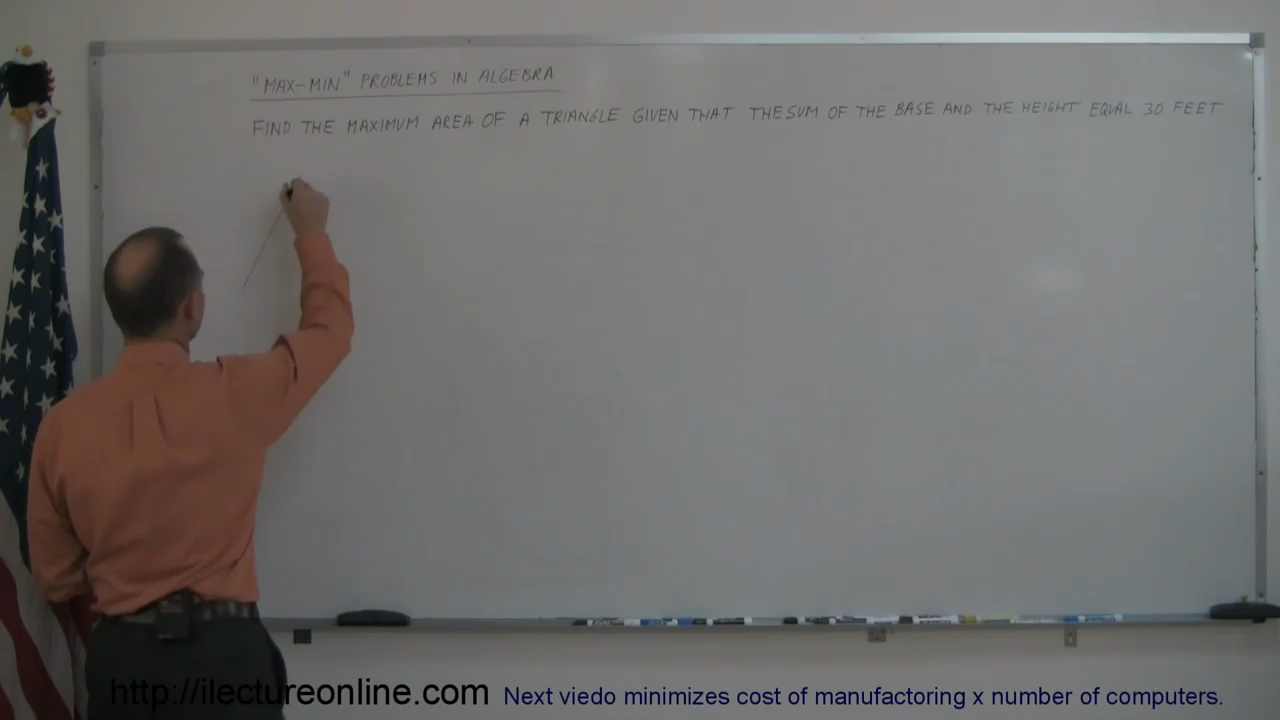 "MAX-MIN" PROBLEMS IN ALGEBRA
FIND THE MAXIMUM AREA OF A TRIANGLE GIVEN THAT THE SUM OF THE BASE AND THE HEIGHT EQUAL 30 FEET
http://ilectureonline.com Next viedo minimizes cost of manufactoring x number of computers.